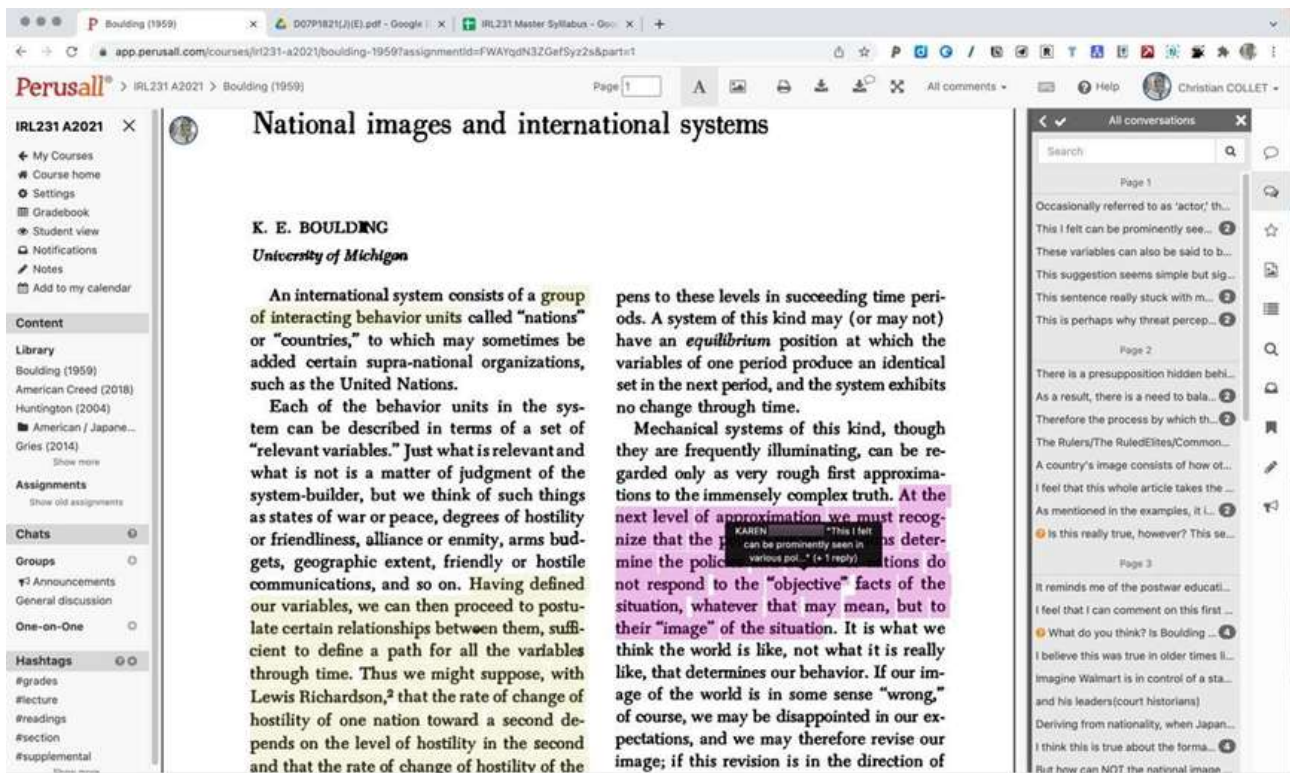 Boulding (1959)
D07P1821(J)(E).pdf - Google
IRL231 Master Syllabus - Goo
app.perusall.com/courses/irl231-a2021/boulding-1959?assignmentId=FWAYqdN3ZGefSyz2s&part=1
Perusall® > IRL231 A2021 > Boulding (1959)
Page 1
All comments
Help
Christian COLLET
IRL231 A2021
My Courses
Course home
Settings
Gradebook
Student view
Notifications
Notes
Add to my calendar
Content
Library
Boulding (1959)
American Creed (2018)
Huntington (2004)
American / Japane...
Gries (2014)
Show more
Assignments
Show old assignments
Chats
Groups
Announcements
General discussion
One-on-One
Hashtags
#grades
#lecture
#readings
#section
#supplemental
Show more
National images and international systems
K. E. BOULDING
University of Michigan
An international system consists of a group
of interacting behavior units called "nations"
or "countries," to which may sometimes be
added certain supra-national organizations,
such as the United Nations.
Each of the behavior units in the sys-
tem can be described in terms of a set of
"relevant variables." Just what is relevant and
what is not is a matter of judgment of the
system-builder, but we think of such things
as states of war or peace, degrees of hostility
or friendliness, alliance or enmity, arms bud-
gets, geographic extent, friendly or hostile
communications, and so on. Having defined
our variables, we can then proceed to postu-
late certain relationships between them, suffi-
cient to define a path for all the variables
through time. Thus we might suppose, with
Lewis Richardson,² that the rate of change of
hostility of one nation toward a second de-
pends on the level of hostility in the second
and that the rate of change of hostility of the
pens to these levels in succeeding time peri-
ods. A system of this kind may (or may not)
have an equilibrium position at which the
variables of one period produce an identical
set in the next period, and the system exhibits
no change through time.
Mechanical systems of this kind, though
they are frequently illuminating, can be re-
garded only as very rough first approxima-
tions to the immensely complex truth. At the
next level of approximation we must recog-
nize that the deter-
mine the do
not respond to the "objective" facts of the
situation, whatever that may mean, but to
their "image" of the situation. It is what we
think the world is like, not what it is really
like, that determines our behavior. If our im-
age of the world is in some sense "wrong,"
of course, we may be disappointed in our ex-
pectations, and we may therefore revise our
image; if this revision is in the direction of
KAREN "This I felt
can be prominently seen in
various pol..." (+ 1 reply)
All conversations
Search
Page 1
Occasionally referred to as 'actor,' th...
This I felt can be prominently see... 2
These variables can also be said to b...
This suggestion seems simple but sig...
This sentence really stuck with m... 2
This is perhaps why threat percep... 2
Page 2
There is a presupposition hidden behi...
As a result, there is a need to bala... 2
Therefore the process by which th... 2
The Rulers/The RuledElites/Common...
A country's image consists of how ot...
I feel that this whole article takes the ...
As mentioned in the examples, it i... 2
Is this really true, however? This se...
Page 3
It reminds me of the postwar educati...
I feel that I can comment on this first ...
What do you think? Is Boulding ... 4
I believe this was true in older times li...
Imagine Walmart is in control of a sta...
and his leaders(court historians)
Deriving from nationality, when Japan...
I think this is true about the forma... 4
But how can NOT the national image